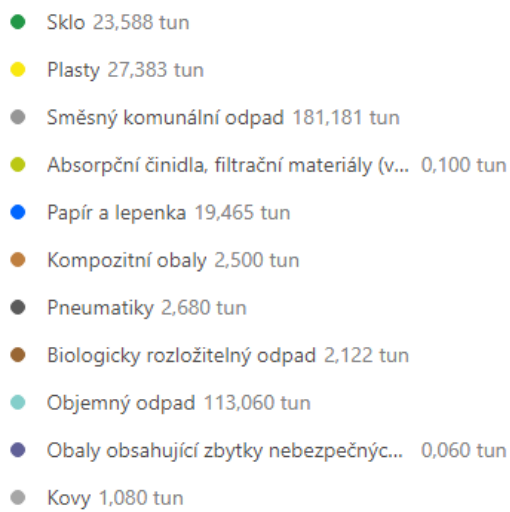 Sklo 23,588 tun
Plasty 27,383 tun
Směsný komunální odpad 181,181 tun
Absorpční činidla, filtrační materiály (v... 0,100 tun
Papír a lepenka 19,465 tun
Kompozitní obaly 2,500 tun
Pneumatiky 2,680 tun
Biologicky rozložitelný odpad 2,122 tun
Objemný odpad 113,060 tun
Obaly obsahující zbytky nebezpečnýc... 0,060 tun
Kovy 1,080 tun